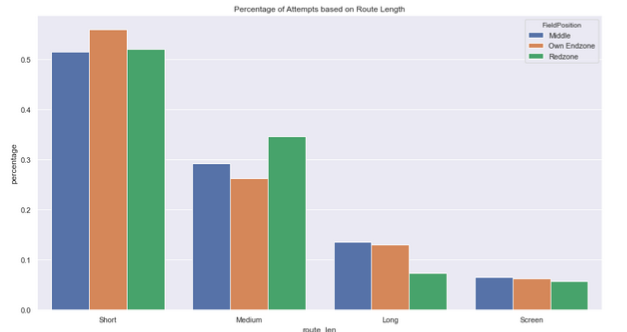 Percentage of Attempts based on Route Length
FieldPosition
Middle
Own Endzone
Redzone
percentage
0.5
0.4
0.3
0.2
0.1
0.0
Short Medium Long Screen
route_len